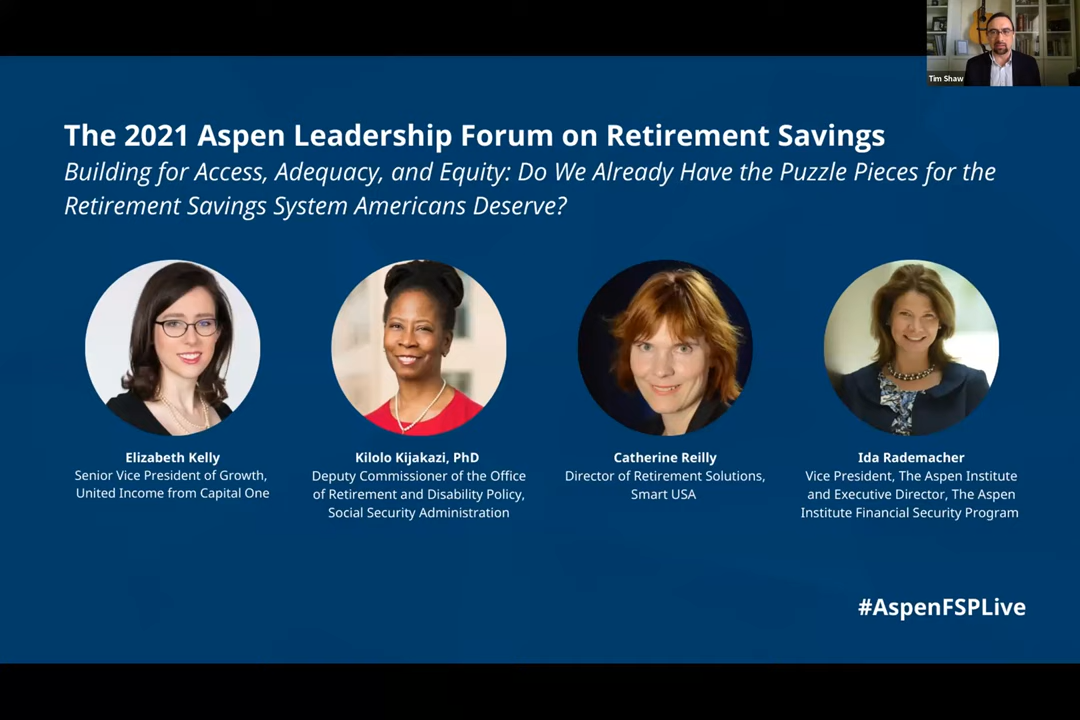 Tim Shaw
The 2021 Aspen Leadership Forum on Retirement Savings
Building for Access, Adequacy, and Equity: Do We Already Have the Puzzle Pieces for the
Retirement Savings System Americans Deserve?
Elizabeth Kelly
Senior Vice President of Growth,
United Income from Capital One
Kilolo Kijakazi, PhD
Deputy Commissioner of the Office
of Retirement and Disability Policy,
Social Security Administration
Catherine Reilly
Director of Retirement Solutions,
Smart USA
Ida Rademacher
Vice President, The Aspen Institute
and Executive Director, The Aspen
Institute Financial Security Program
#AspenFSPLive